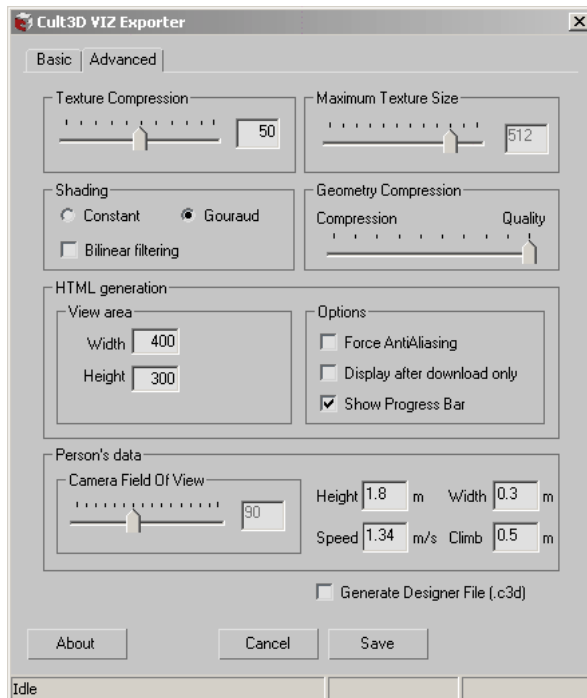 Cult3D VIZ Exporter
Basic Advanced
Texture Compression
50
Maximum Texture Size
512
Shading
Constant Gouraud
Bilinear filtering
Geometry Compression
Compression Quality
HTML generation
View area
Width 400
Height 300
Options
Force AntiAliasing
Display after download only
Show Progress Bar
Person's data
Camera Field Of View
90
Height 1.8 m Width 0.3 m
Speed 1.34 m/s Climb 0.5 m
Generate Designer File (.c3d)
About Cancel Save
Idle